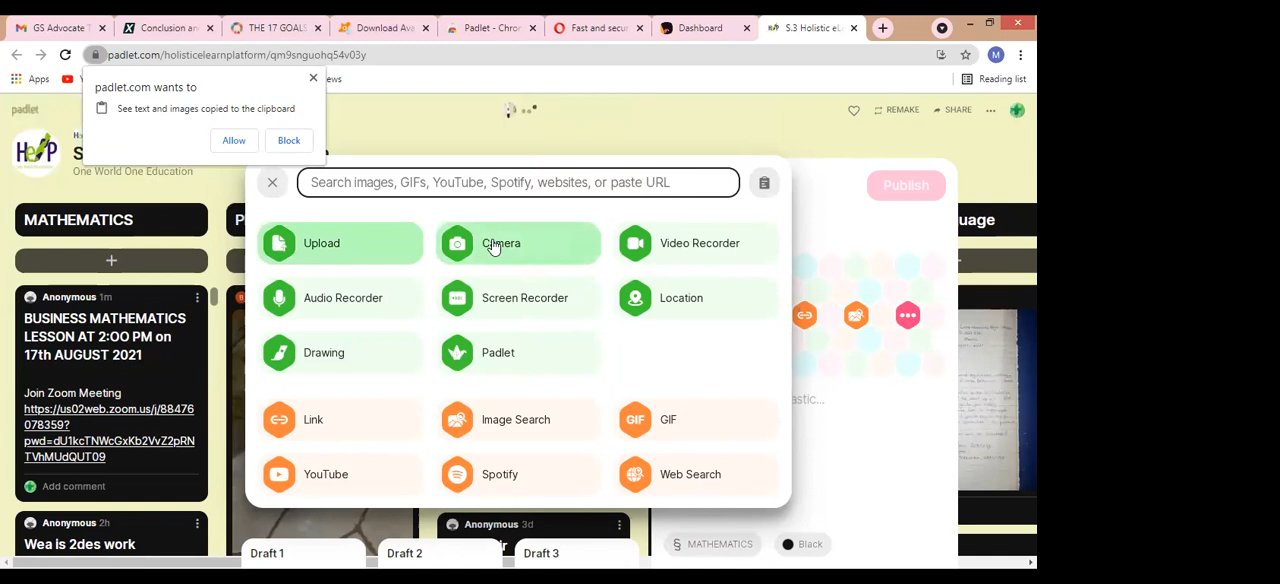 GS Advocate T
Conclusion an
THE 17 GOALS
Download Ava
Padlet - Chron
Fast and secur
Dashboard
S.3 Holistic eL
padlet.com/holisticelearnplatform/qm9snguohq54v03y
M
Apps
Reading list
padlet.com wants to
See text and images copied to the clipboard
Allow
Block
padlet
REMAKE
SHARE
HelP
One World One Education
Search images, GIFs, YouTube, Spotify, websites, or paste URL
Publish
MATHEMATICS
Upload
Camera
Video Recorder
Audio Recorder
Screen Recorder
Location
Drawing
Padlet
Link
Image Search
GIF
GIF
YouTube
Spotify
Web Search
Anonymous 1m
BUSINESS MATHEMATICS
LESSON AT 2:OO PM on
17th AUGUST 2021
Join Zoom Meeting
https://us02web.zoom.us/j/88476
078359?
pwd=dU1kcTNWcGxKb2VvZ2pRN
TVhMUdQUT09
Add comment
Anonymous 2h
Wea is 2des work
Anonymous 3d
Draft 1
Draft 2
Draft 3
uage
astic...
§ MATHEMATICS
Black